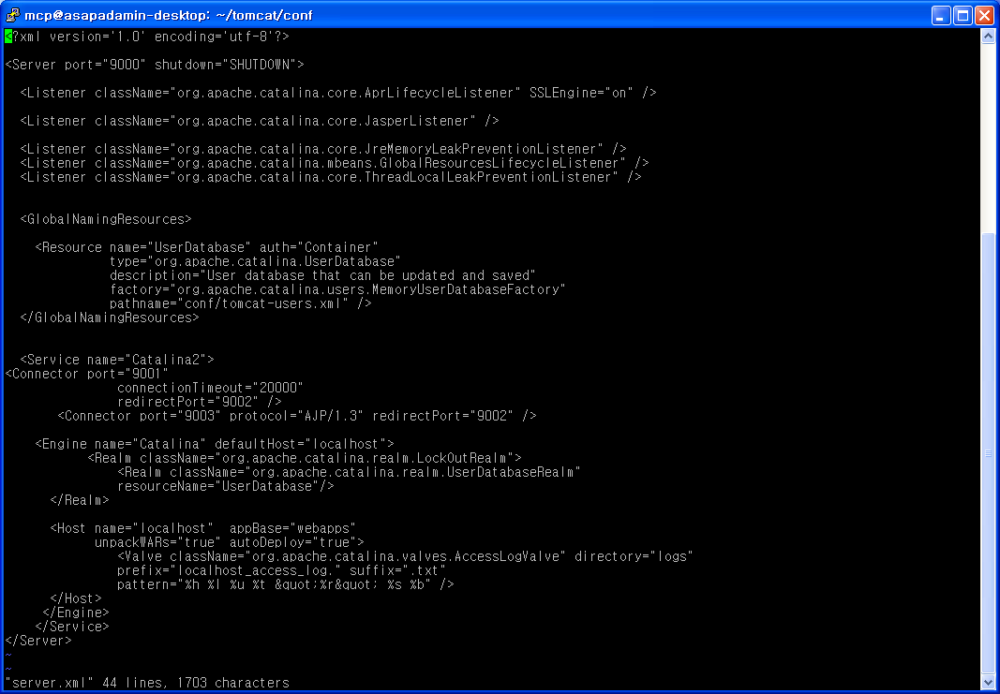 mcp@asapadamin-desktop: ~/tomcat/conf
<?xml version='1.0' encoding='utf-8'?>
<Server port="9000" shutdown="SHUTDOWN">
<Listener className="org.apache.catalina.core.AprLifecycleListener" SSLEngine="on" />
<Listener className="org.apache.catalina.core.JasperListener" />
<Listener className="org.apache.catalina.core.JreMemoryLeakPreventionListener" />
<Listener className="org.apache.catalina.mbeans.GlobalResourcesLifecycleListener" />
<Listener className="org.apache.catalina.core.ThreadLocalLeakPreventionListener" />
<GlobalNamingResources>
<Resource name="UserDatabase" auth="Container"
type="org.apache.catalina.UserDatabase"
description="User database that can be updated and saved"
factory="org.apache.catalina.users.MemoryUserDatabaseFactory"
pathname="conf/tomcat-users.xml" />
</GlobalNamingResources>
<Service name="Catalina2">
<Connector port="9001"
connectionTimeout="20000"
redirectPort="9002" />
<Connector port="9003" protocol="AJP/1.3" redirectPort="9002" />
<Engine name="Catalina" defaultHost="localhost">
<Realm className="org.apache.catalina.realm.LockOutRealm">
<Realm className="org.apache.catalina.realm.UserDatabaseRealm"
resourceName="UserDatabase"/>
</Realm>
<Host name="localhost"  appBase="webapps"
unpackWARs="true" autoDeploy="true">
<Valve className="org.apache.catalina.valves.AccessLogValve" directory="logs"
prefix="localhost_access_log." suffix=".txt"
pattern="%h %l %u %t &quot;%r&quot; %s %b" />
</Host>
</Engine>
</Service>
</Server>
~
~
"server.xml" 44 lines, 1703 characters